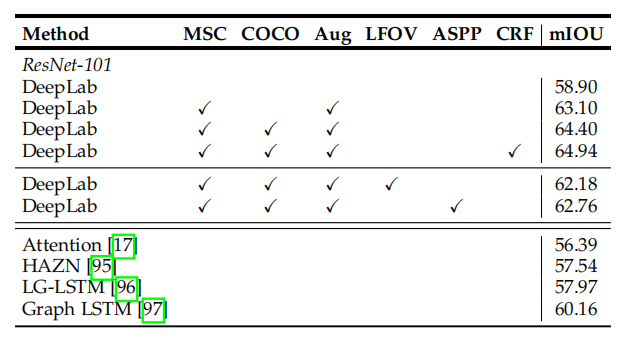 Method MSC COCO Aug LFOV ASPP CRF mIOU
ResNet-101
DeepLab 58.90
DeepLab ✓ ✓ 63.10
DeepLab ✓ ✓ ✓ 64.40
DeepLab ✓ ✓ ✓ ✓ 64.94
DeepLab ✓ ✓ ✓ ✓ 62.18
DeepLab ✓ ✓ ✓ ✓ 62.76
Attention [17] 56.39
HAZN [95] 57.54
LG-LSTM [96] 57.97
Graph LSTM [97] 60.16